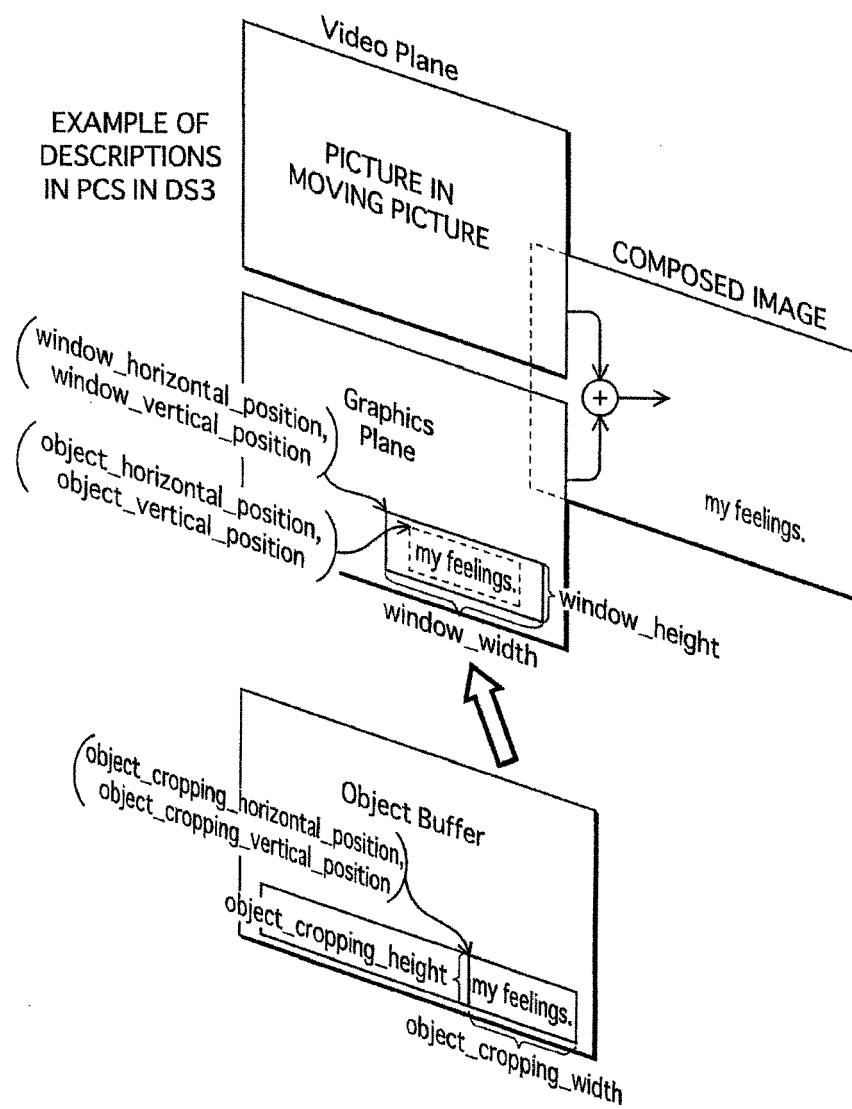 Video Plane
EXAMPLE OF
DESCRIPTIONS
IN PCS IN DS3
PICTURE IN
MOVING PICTURE
COMPOSED IMAGE
(window_horizontal_position,
window_vertical_position)
Graphics
Plane
(object_horizontal_position,
object_vertical_position)
+
my feelings.
my feelings.
window_height
window_width
(object_cropping_horizontal_position,
object_cropping_vertical_position)
Object Buffer
object_cropping_height
my feelings.
object_cropping_width